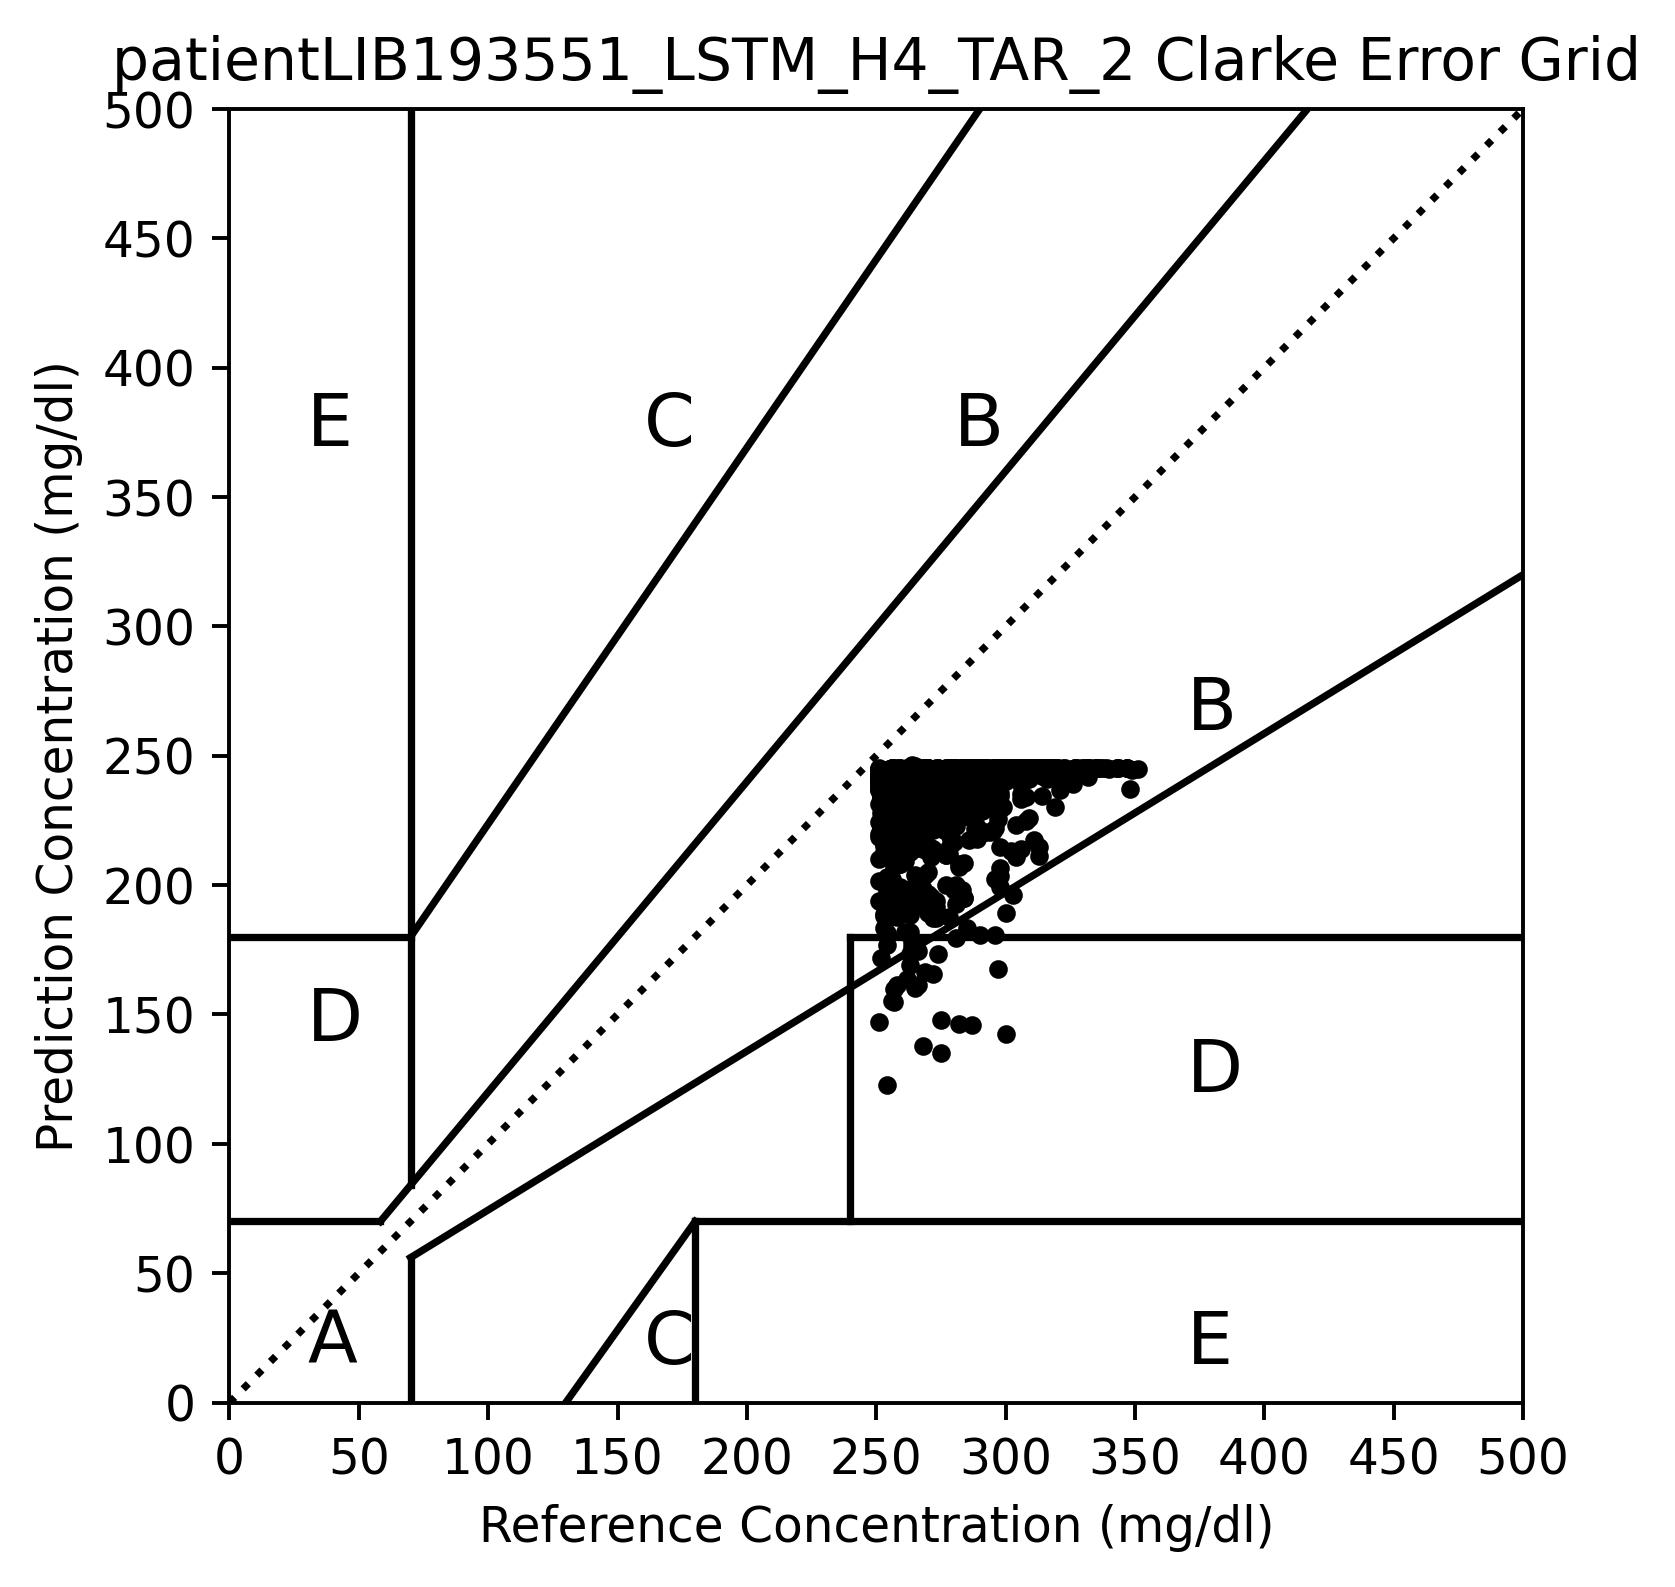 patientLIB193551_LSTM_H4_TAR_2 Clarke Error Grid
500
450
400
350
300
250
200
150
100
50
0
Prediction Concentration (mg/dl)
E
C
B
B
D
D
A
C
E
0 50 100 150 200 250 300 350 400 450 500
Reference Concentration (mg/dl)